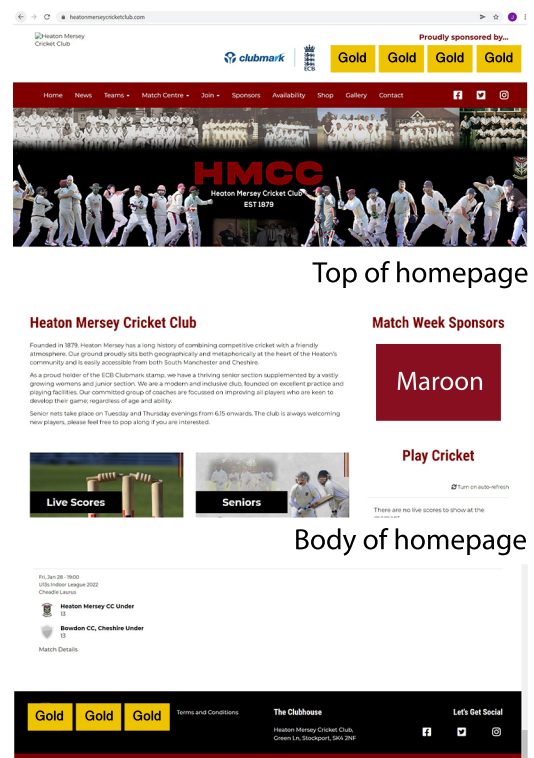 heatonmerseycricketclub.com
J
Heaton Mersey
Cricket Club
clubmark
ECB
Proudly sponsored by...
Gold Gold Gold Gold
Home News Teams Match Centre Join Sponsors Availability Shop Gallery Contact
HMCC
Heaton Mersey Cricket Club
EST 1879
Top of homepage
Heaton Mersey Cricket Club
Founded in 1879, Heaton Mersey has a long history of combining competitive cricket with a friendly
atmosphere. Our ground proudly sits both geographically and metaphorically at the heart of the Heaton's
community and is easily accessible from both South Manchester and Cheshire.
As a proud holder of the ECB Clubmark stamp, we have a thriving senior section supplemented by a vastly
growing womens and junior section. We are a modern and inclusive club, founded on excellent practice and
playing facilities. Our committed group of coaches are focussed on improving all players who are keen to
develop their game; regardless of age and ability.
Senior nets take place on Tuesday and Thursday evenings from 6.15 onwards. The club is always welcoming
new players, please feel free to pop along if you are interested.
Live Scores
Seniors
Match Week Sponsors
Maroon
Play Cricket
Turn on auto-refresh
There are no live scores to show at the
Body of homepage
Fri, Jan 28 - 19:00
U13s Indoor League 2022
Cheadle Laurus
Heaton Mersey CC Under
13
Bowdon CC, Cheshire Under
13
Match Details
Gold Gold Gold
Terms and Conditions
The Clubhouse
Heaton Mersey Cricket Club,
Green Ln, Stockport, SK4 2NF
Let's Get Social